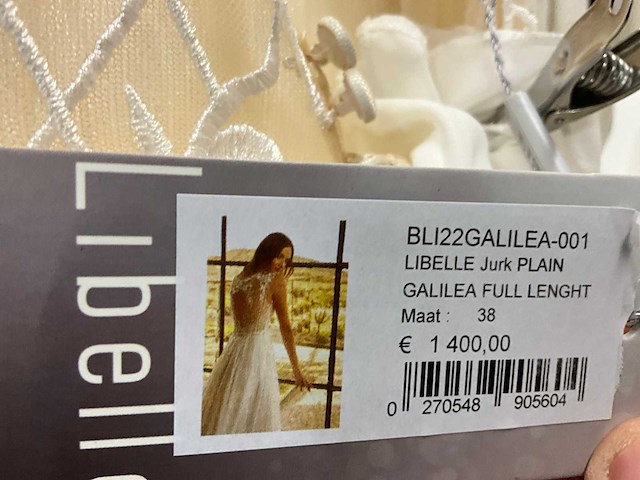 Libelle
BLI22GALILEA-001
LIBELLE Jurk PLAIN
GALILEA FULL LENGHT
Maat : 38
€ 1 400,00
0 270548 905604